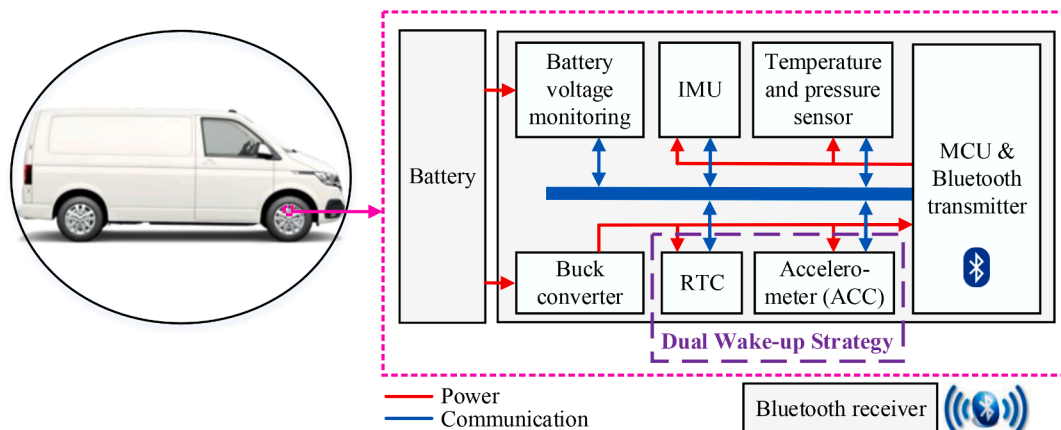 Battery
Battery
voltage
monitoring
IMU
Temperature
and pressure
sensor
MCU &
Bluetooth
transmitter
Buck
converter
RTC
Accelero-
meter (ACC)
Dual Wake-up Strategy
Power
Communication
Bluetooth receiver